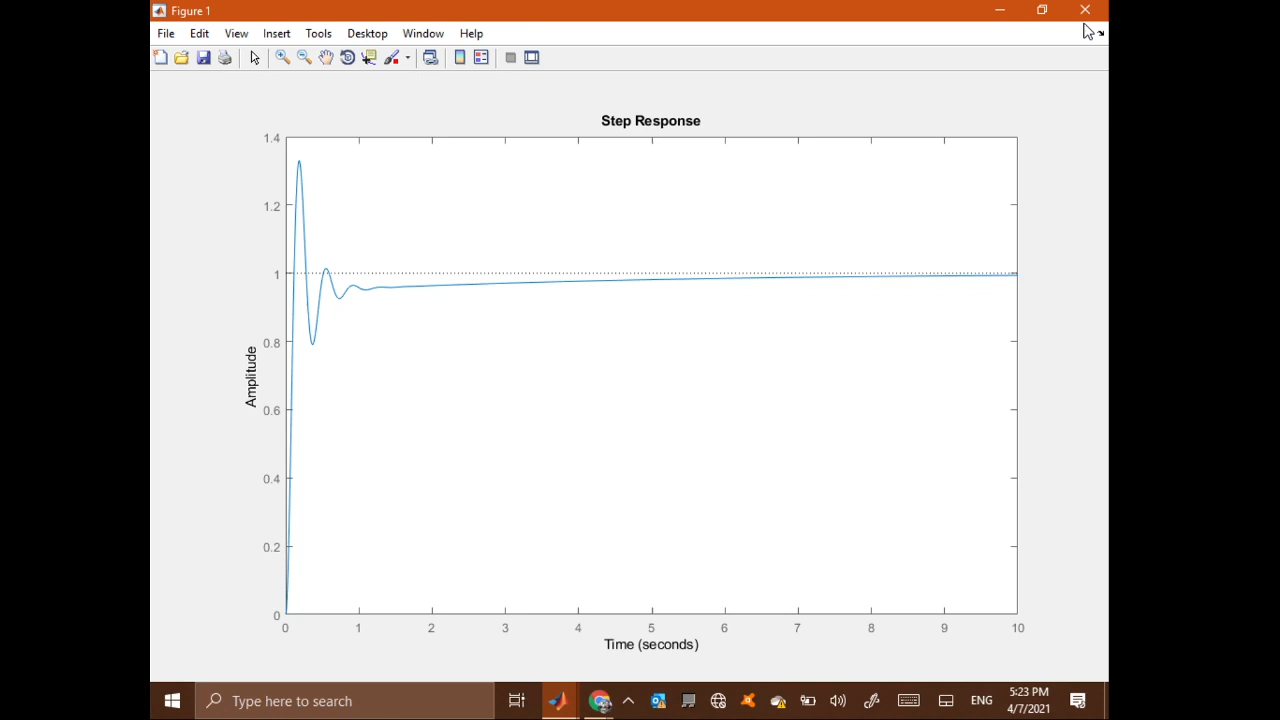 Figure 1
File Edit View Insert Tools Desktop Window Help
Step Response
1.4
1.2
1
0.8
0.6
0.4
0.2
0
Amplitude
0 1 2 3 4 5 6 7 8 9 10
Time (seconds)
Type here to search
ENG
5:23 PM
4/7/2021